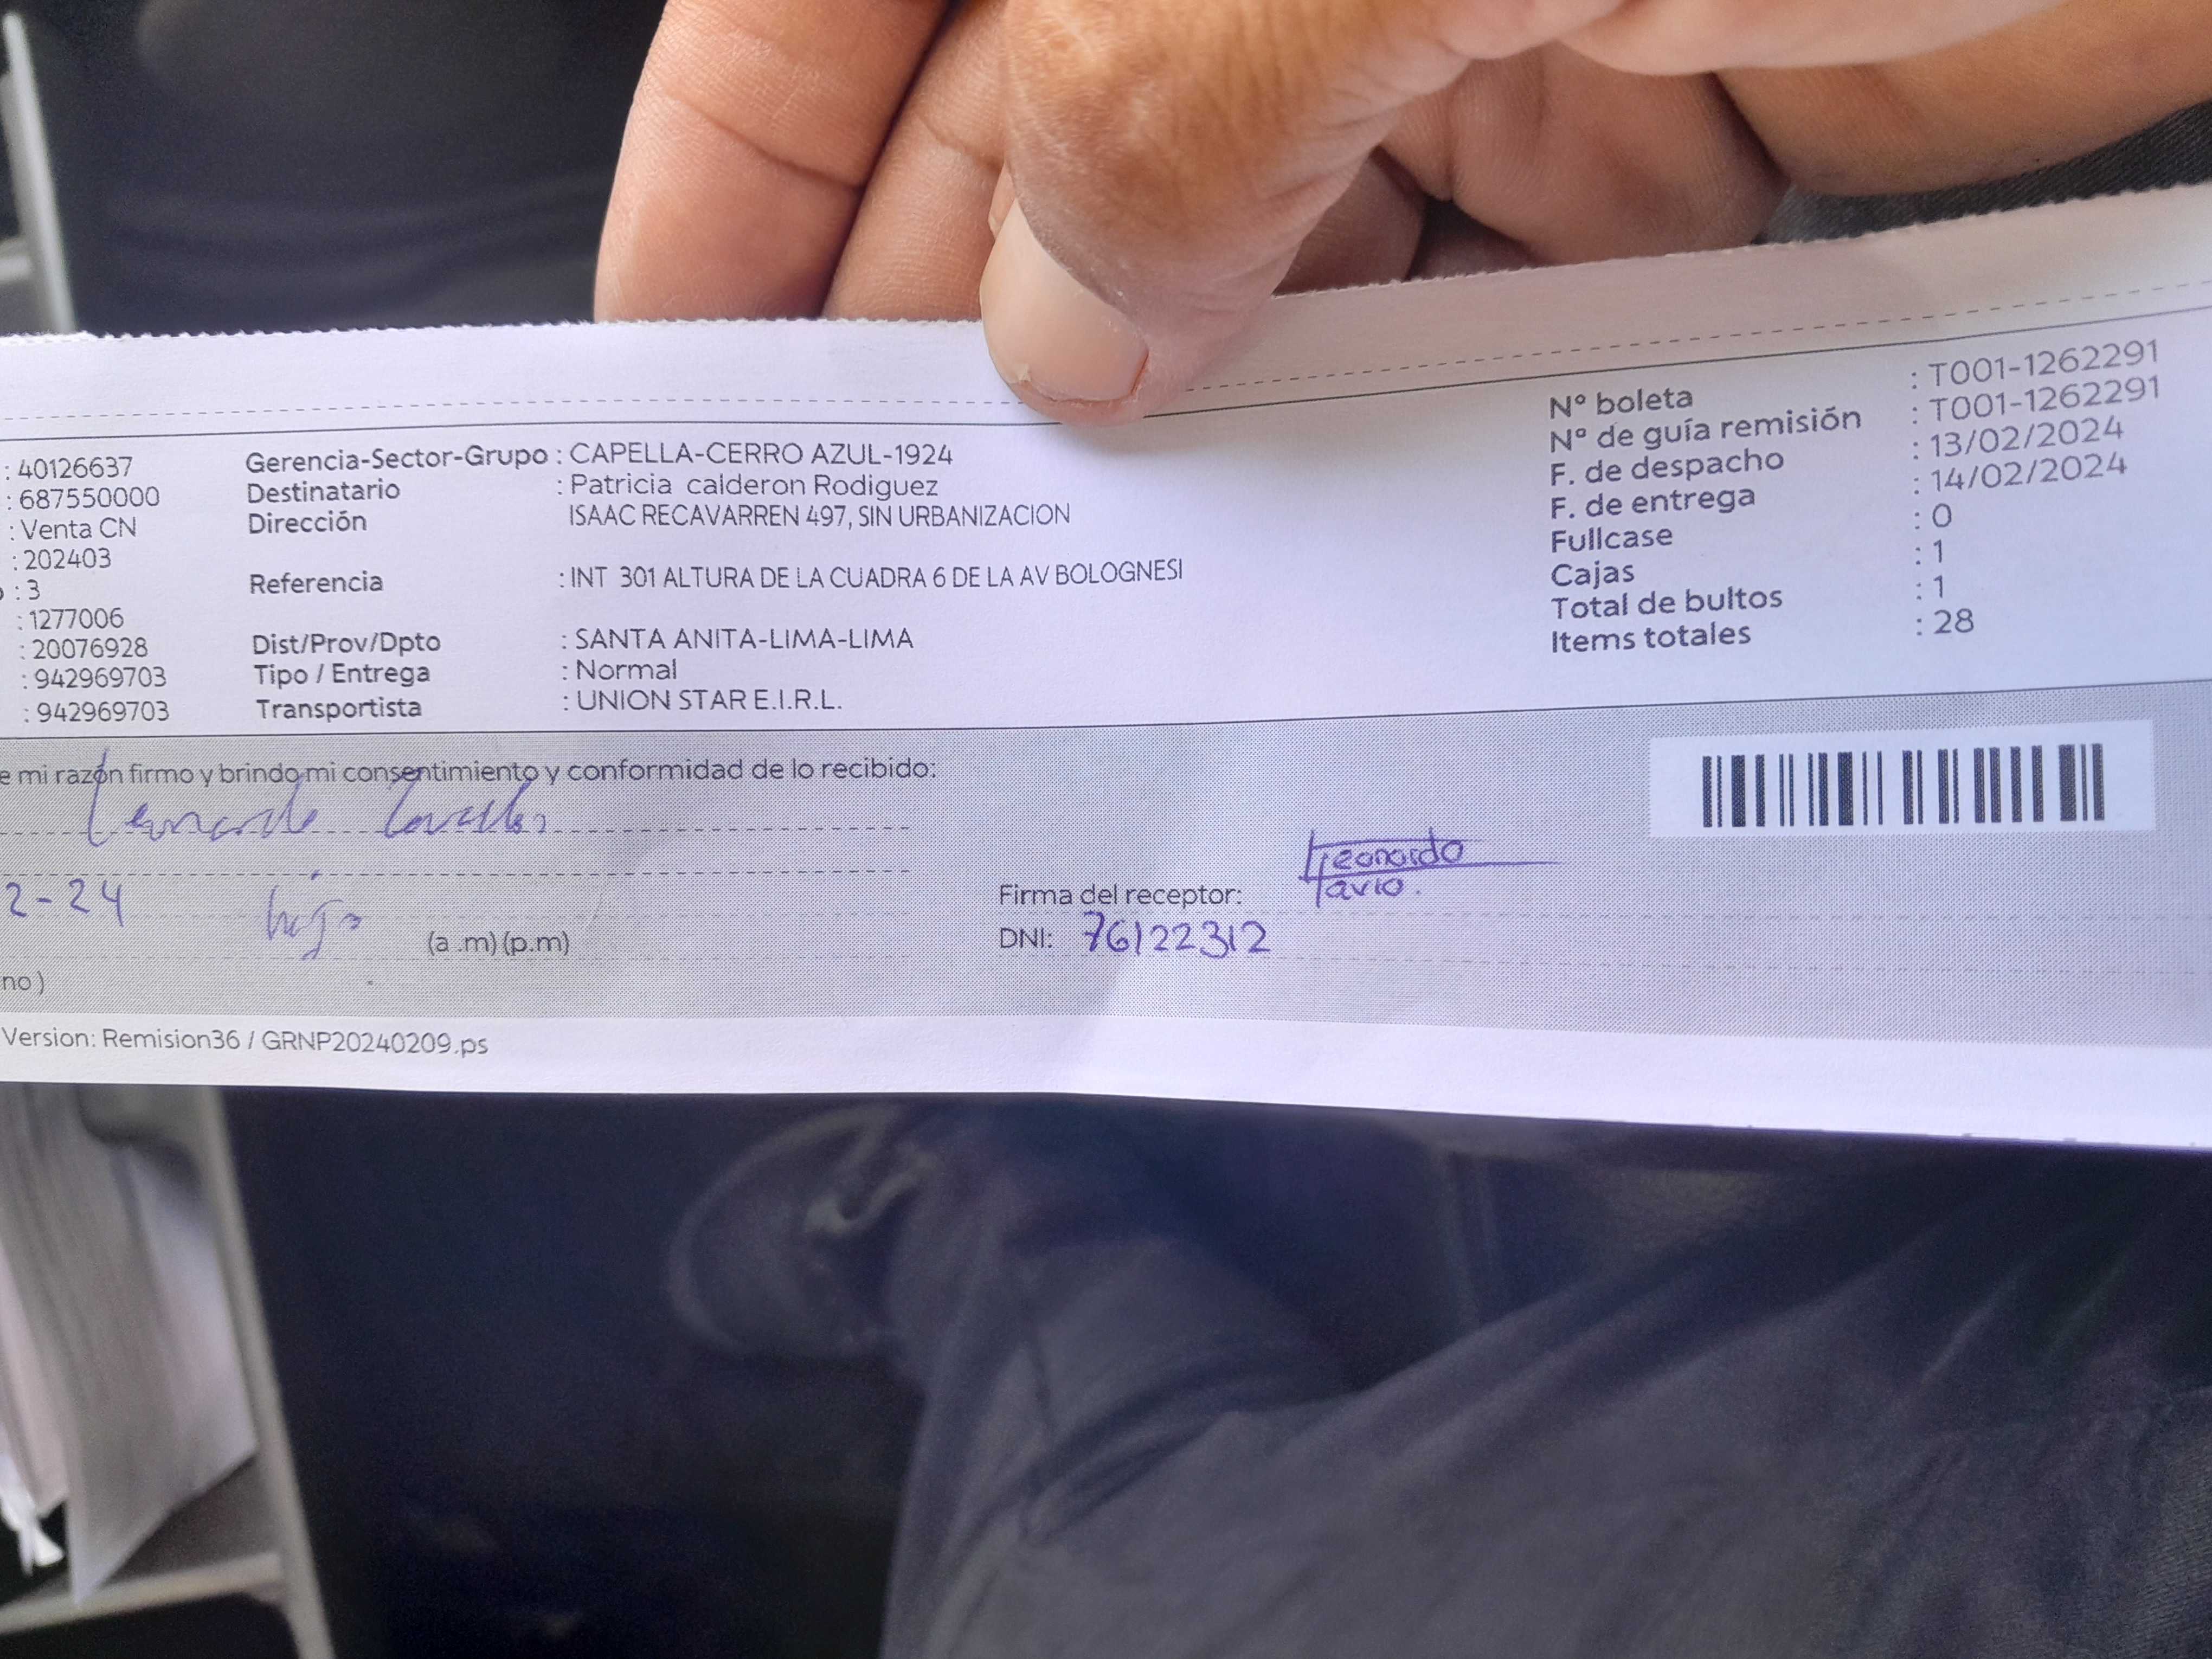 : 40126637
: 687550000
: Venta CN
: 202403
: 3
: 1277006
: 20076928
: 942969703
: 942969703
Gerencia-Sector-Grupo : CAPELLA-CERRO AZUL-1924
Destinatario : Patricia calderon Rodiguez
Dirección ISAAC RECAVARREN 497, SIN URBANIZACION
Referencia : INT 301 ALTURA DE LA CUADRA 6 DE LA AV BOLOGNESI
Dist/Prov/Dpto : SANTA ANITA-LIMA-LIMA
Tipo / Entrega : Normal
Transportista : UNION STAR E.I.R.L.
Nº boleta : T001-1262291
Nº de guía remisión : T001-1262291
F. de despacho : 13/02/2024
F. de entrega : 14/02/2024
Fullcase : 0
Cajas : 1
Total de bultos : 1
Items totales : 28
e mi razón firmo y brindo mi consentimiento y conformidad de lo recibido:
Leonardo
2-24 hijo (a .m) (p.m)
no )
Leonardo
Firma del receptor:
DNI: 76122312
Version: Remision36 / GRNP20240209.ps